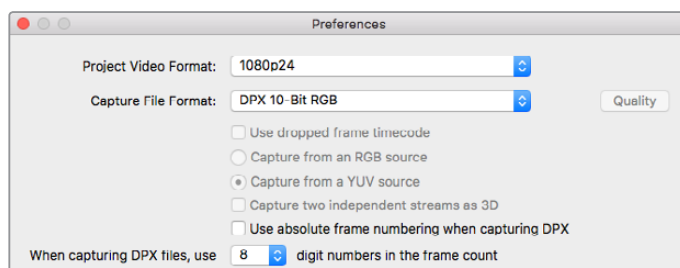 Preferences
Project Video Format: 1080p24
Capture File Format: DPX 10-Bit RGB Quality
Use dropped frame timecode
Capture from an RGB source
Capture from a YUV source
Capture two independent streams as 3D
Use absolute frame numbering when capturing DPX
When capturing DPX files, use 8 digit numbers in the frame count